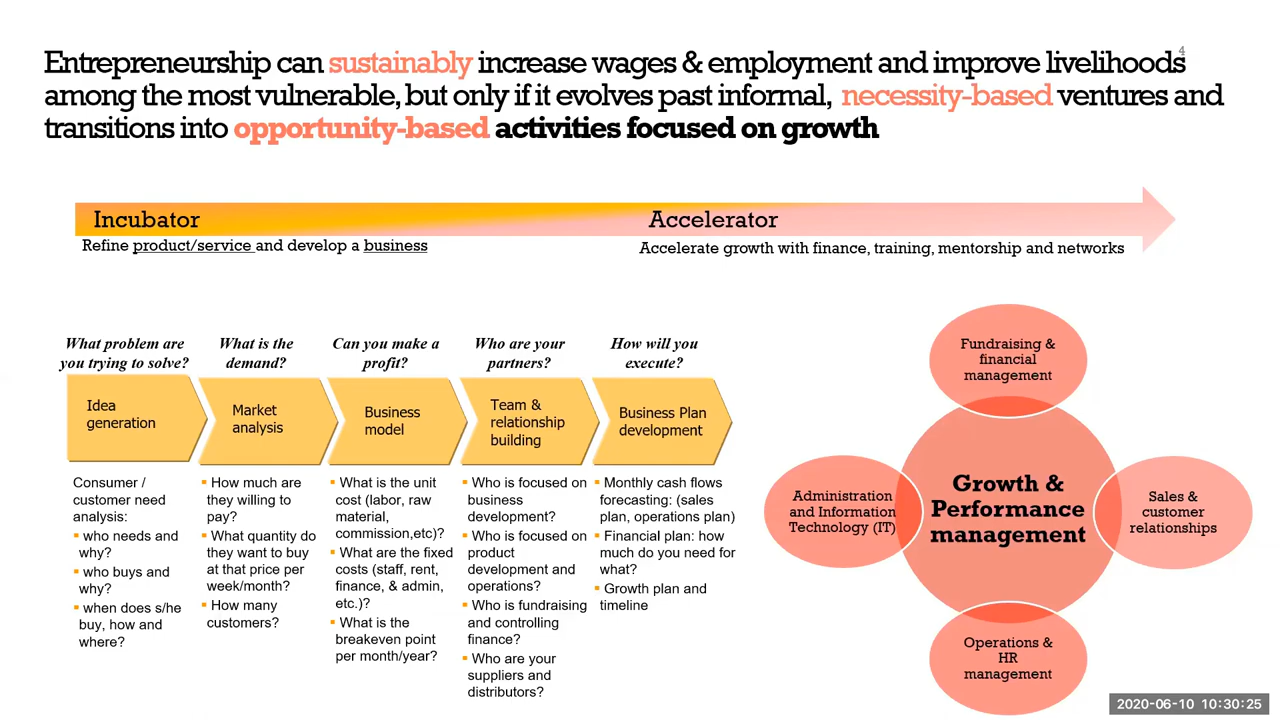 4
Entrepreneurship can sustainably increase wages & employment and improve livelihoods
among the most vulnerable, but only if it evolves past informal, necessity-based ventures and
transitions into opportunity-based activities focused on growth
Incubator
Refine product/service and develop a business
Accelerator
Accelerate growth with finance, training, mentorship and networks
What problem are
you trying to solve?
Idea
generation
Consumer /
customer need
analysis:
▪ who needs and
why?
▪ who buys and
why?
▪ when does s/he
buy, how and
where?
What is the
demand?
Market
analysis
▪ How much are
they willing to
pay?
▪ What quantity do
they want to buy
at that price per
week/month?
▪ How many
customers?
Can you make a
profit?
Business
model
▪ What is the unit
cost (labor, raw
material,
commission,etc)?
▪ What are the fixed
costs (staff, rent,
finance, & admin,
etc.)?
▪ What is the
breakeven point
per month/year?
Who are your
partners?
Team &
relationship
building
▪ Who is focused on
business
development?
▪ Who is focused on
product
development and
operations?
▪ Who is fundraising
and controlling
finance?
▪ Who are your
suppliers and
distributors?
How will you
execute?
Business Plan
development
▪ Monthly cash flows
forecasting: (sales
plan, operations plan)
▪ Financial plan: how
much do you need for
what?
▪ Growth plan and
timeline
Fundraising &
financial
management
Administration
and Information
Technology (IT)
Growth &
Performance
management
Sales &
customer
relationships
Operations &
HR
management
2020-06-10 10:30:25